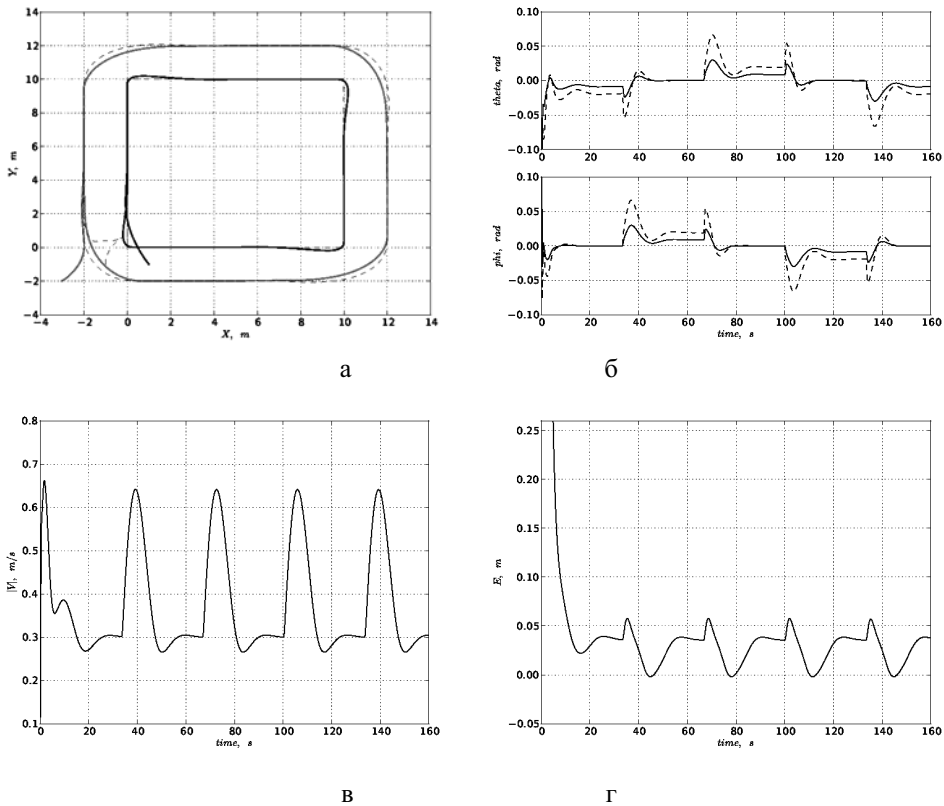 14
12
10
8
6
4
2
0
−2
−4
Y, m
−4 −2 0 2 4 6 8 10 12 14
X, m
а
0.10
0.05
0.00
−0.05
−0.10
theta, rad
0 20 40 60 80 100 120 140 160
0.10
0.05
0.00
−0.05
−0.10
phi, rad
0 20 40 60 80 100 120 140 160
time, s
б
0.8
0.7
0.6
0.5
0.4
0.3
0.2
0.1
|V|, m/s
0 20 40 60 80 100 120 140 160
time, s
в
0.25
0.20
0.15
0.10
0.05
0.00
−0.05
E, m
0 20 40 60 80 100 120 140 160
time, s
г